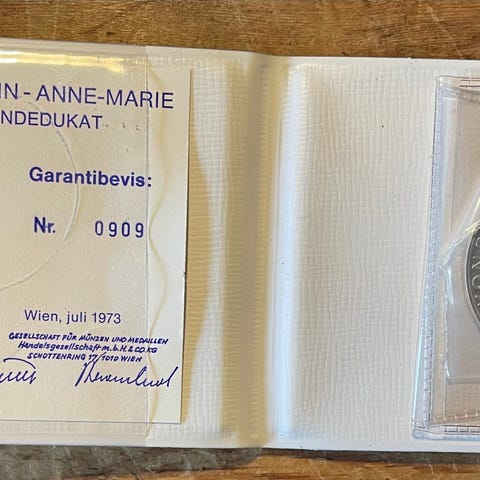 IN - ANNE-MARIE
NDEDUKAT
Garantibevis:
Nr. 0909
Wien, juli 1973
GESELLSCHAFT FÜR MÜNZEN UND MEDAILLEN
Handelsgesellschaft m.b.H. & CO. KG
SCHOTTENRING 17/1010 WIEN